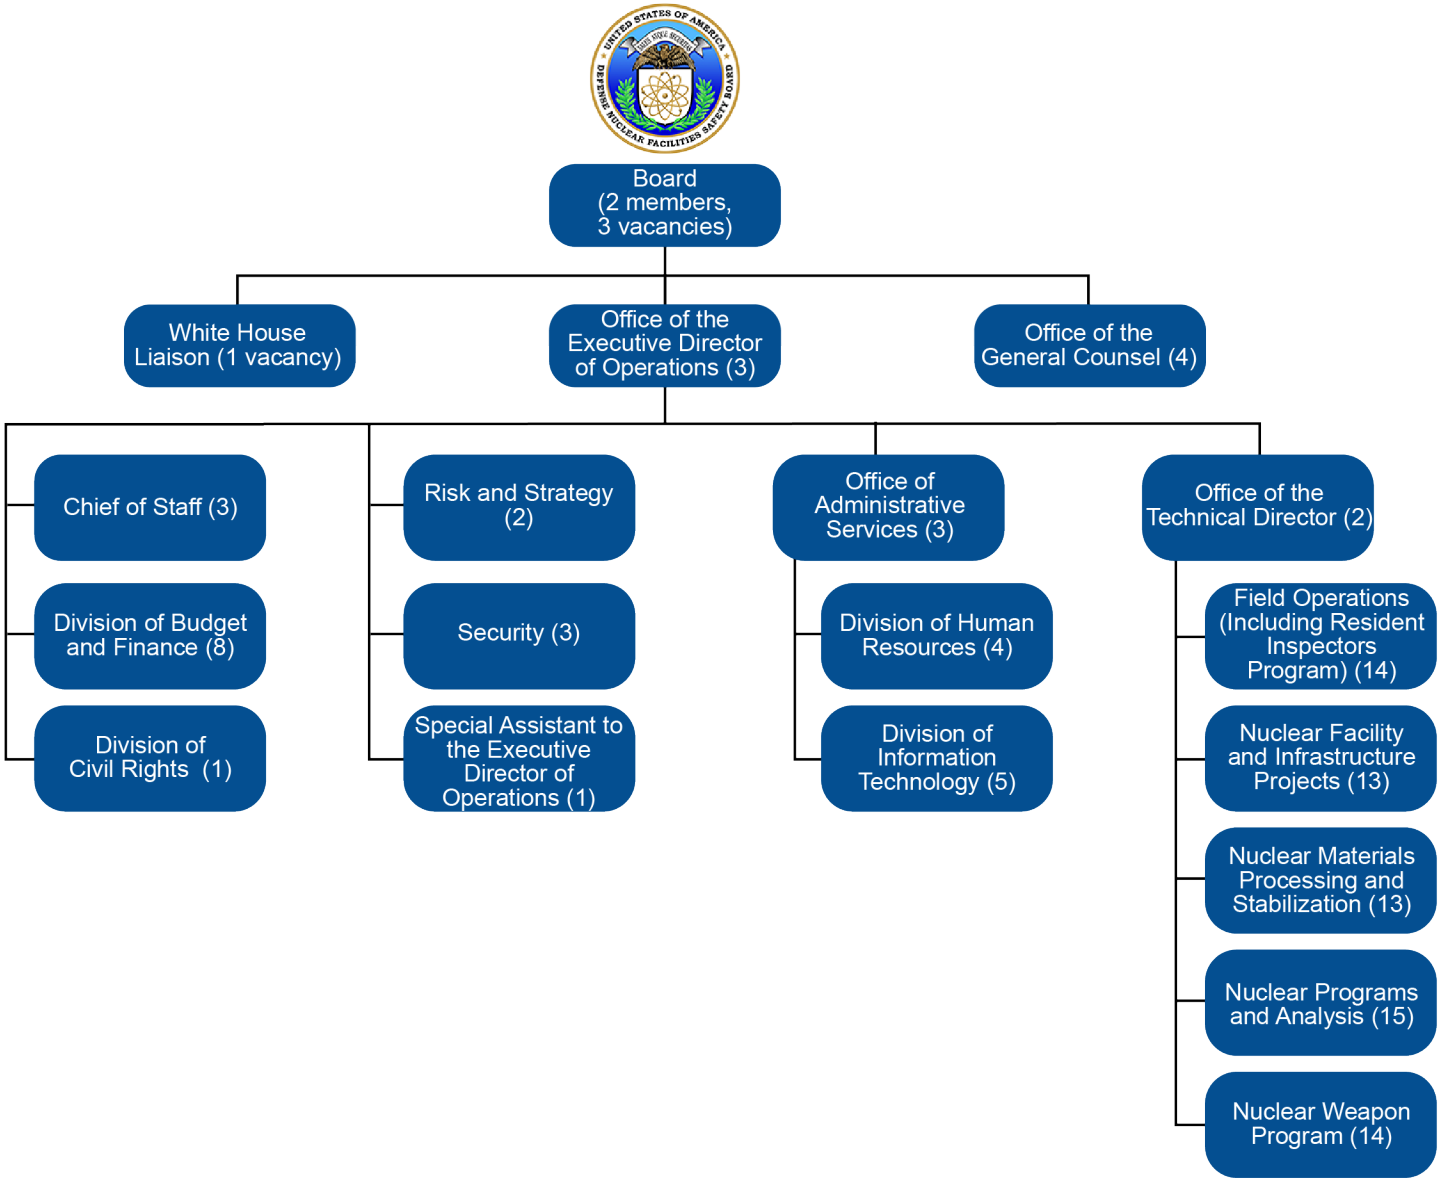 UNITED STATES OF AMERICA
DEFENSE NUCLEAR FACILITIES SAFETY BOARD
Board
(2 members,
3 vacancies)
White House
Liaison (1 vacancy)
Office of the
Executive Director
of Operations (3)
Office of the
General Counsel (4)
Chief of Staff (3)
Division of Budget
and Finance (8)
Division of
Civil Rights  (1)
Risk and Strategy
(2)
Security (3)
Special Assistant to
the Executive
Director of
Operations (1)
Office of
Administrative
Services (3)
Division of Human
Resources (4)
Division of
Information
Technology (5)
Office of the
Technical Director (2)
Field Operations
(Including Resident
Inspectors
Program) (14)
Nuclear Facility
and Infrastructure
Projects (13)
Nuclear Materials
Processing and
Stabilization (13)
Nuclear Programs
and Analysis (15)
Nuclear Weapon
Program (14)